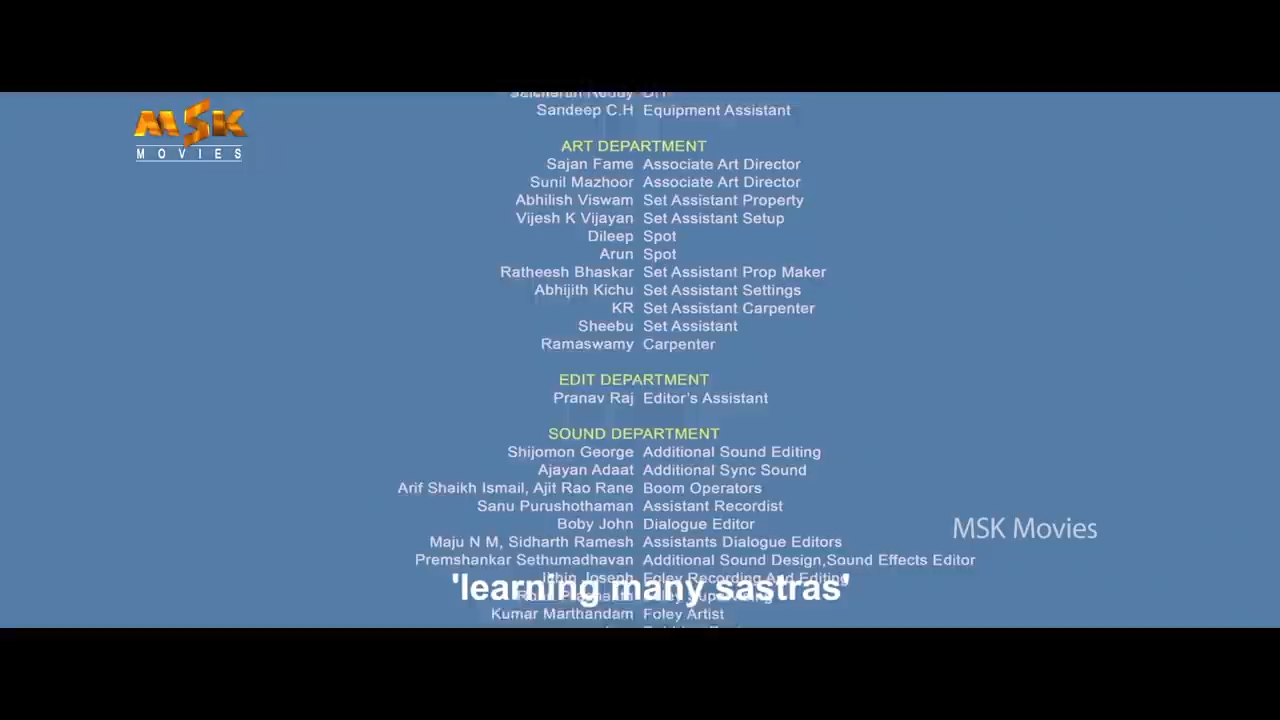 MSK
MOVIES
Sandeep C.H Equipment Assistant
ART DEPARTMENT
Sajan Fame Associate Art Director
Sunil Mazhoor Associate Art Director
Abhilish Viswam Set Assistant Property
Vijesh K Vijayan Set Assistant Setup
Dileep Spot
Arun Spot
Ratheesh Bhaskar Set Assistant Prop Maker
Abhijith Kichu Set Assistant Settings
KR Set Assistant Carpenter
Sheebu Set Assistant
Ramaswamy Carpenter
EDIT DEPARTMENT
Pranav Raj Editor's Assistant
SOUND DEPARTMENT
Shijomon George Additional Sound Editing
Ajayan Adaat Additional Sync Sound
Arif Shaikh Ismail, Ajit Rao Rane Boom Operators
Sanu Purushothaman Assistant Recordist
Boby John Dialogue Editor
MSK Movies
Maju N M, Sidharth Ramesh Assistants Dialogue Editors
Premshankar Sethumadhavan Additional Sound Design,Sound Effects Editor
Joseph Foley Recording And Editing
'learning many sastras'
Kumar Marthandam Foley Artist